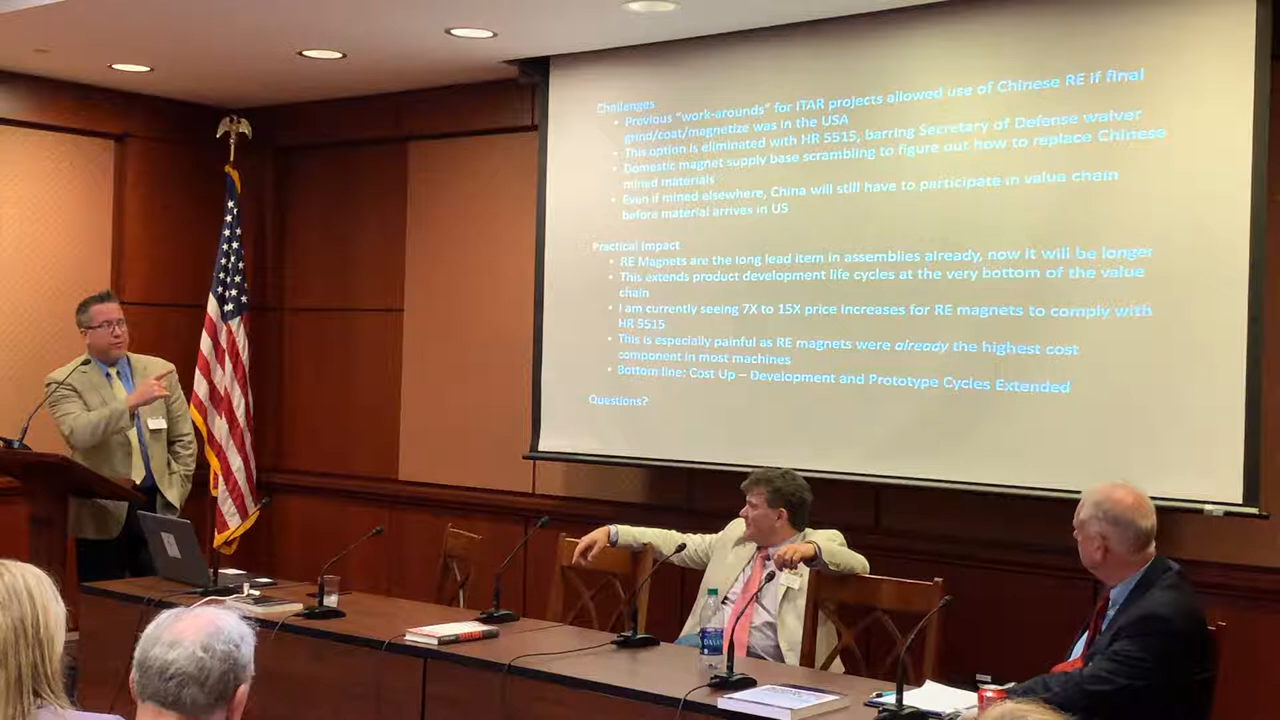 Challenges
• Previous "work-arounds" for ITAR projects allowed use of Chinese RE if final
grind/coat/magnetize was in the USA
• This option is eliminated with HR 5515, barring Secretary of Defense waiver
• Domestic magnet supply base scrambling to figure out how to replace Chinese
mined materials
• Even if mined elsewhere, China will still have to participate in value chain
before material arrives in US
Practical Impact
• RE Magnets are the long lead item in assemblies already, now it will be longer
• This extends product development life cycles at the very bottom of the value
chain
• I am currently seeing 7X to 15X price increases for RE magnets to comply with
HR 5515
• This is especially painful as RE magnets were already the highest cost
component in most machines
• Bottom line: Cost Up – Development and Prototype Cycles Extended
Questions?